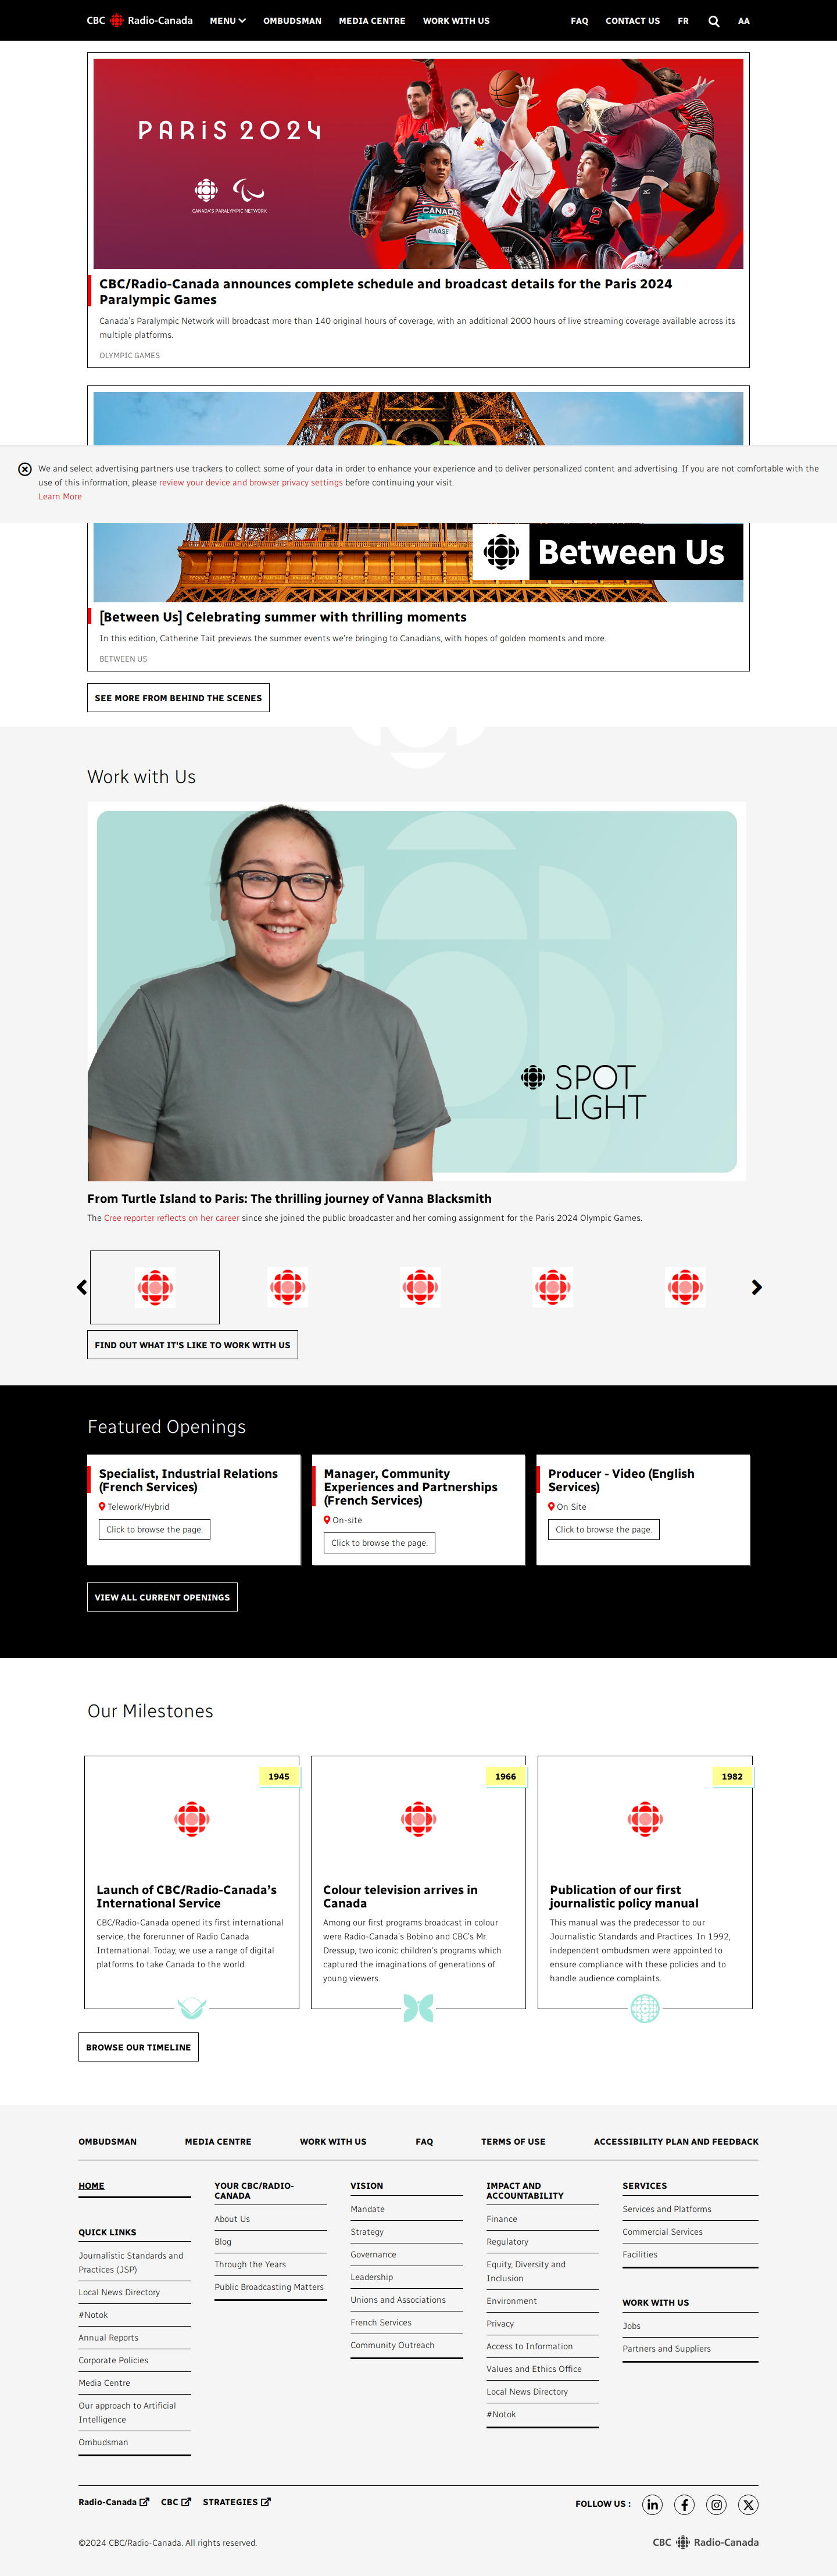 CBC Radio-Canada MENU OMBUDSMAN MEDIA CENTRE WORK WITH US FAQ CONTACT US FR AA
PARIS 2024
CANADA'S PARALYMPIC NETWORK
CANADA
HAASE
2
CBC/Radio-Canada announces complete schedule and broadcast details for the Paris 2024
Paralympic Games
Canada's Paralympic Network will broadcast more than 140 original hours of coverage, with an additional 2000 hours of live streaming coverage available across its
multiple platforms.
OLYMPIC GAMES
We and select advertising partners use trackers to collect some of your data in order to enhance your experience and to deliver personalized content and advertising. If you are not comfortable with the
use of this information, please review your device and browser privacy settings before continuing your visit.
Learn More
Between Us
[Between Us] Celebrating summer with thrilling moments
In this edition, Catherine Tait previews the summer events we're bringing to Canadians, with hopes of golden moments and more.
BETWEEN US
SEE MORE FROM BEHIND THE SCENES
Work with Us
SPOT
LIGHT
From Turtle Island to Paris: The thrilling journey of Vanna Blacksmith
The Cree reporter reflects on her career since she joined the public broadcaster and her coming assignment for the Paris 2024 Olympic Games.
FIND OUT WHAT IT'S LIKE TO WORK WITH US
Featured Openings
Specialist, Industrial Relations
(French Services)
Telework/Hybrid
Click to browse the page.
Manager, Community
Experiences and Partnerships
(French Services)
On-site
Click to browse the page.
Producer - Video (English
Services)
On Site
Click to browse the page.
VIEW ALL CURRENT OPENINGS
Our Milestones
1945
Launch of CBC/Radio-Canada's
International Service
CBC/Radio-Canada opened its first international
service, the forerunner of Radio Canada
International. Today, we use a range of digital
platforms to take Canada to the world.
1966
Colour television arrives in
Canada
Among our first programs broadcast in colour
were Radio-Canada's Bobino and CBC's Mr.
Dressup, two iconic children's programs which
captured the imaginations of generations of
young viewers.
1982
Publication of our first
journalistic policy manual
This manual was the predecessor to our
Journalistic Standards and Practices. In 1992,
independent ombudsmen were appointed to
ensure compliance with these policies and to
handle audience complaints.
BROWSE OUR TIMELINE
OMBUDSMAN MEDIA CENTRE WORK WITH US FAQ TERMS OF USE ACCESSIBILITY PLAN AND FEEDBACK
HOME
QUICK LINKS
Journalistic Standards and
Practices (JSP)
Local News Directory
#Notok
Annual Reports
Corporate Policies
Media Centre
Our approach to Artificial
Intelligence
Ombudsman
YOUR CBC/RADIO-
CANADA
About Us
Blog
Through the Years
Public Broadcasting Matters
VISION
Mandate
Strategy
Governance
Leadership
Unions and Associations
French Services
Community Outreach
IMPACT AND
ACCOUNTABILITY
Finance
Regulatory
Equity, Diversity and
Inclusion
Environment
Privacy
Access to Information
Values and Ethics Office
Local News Directory
#Notok
SERVICES
Services and Platforms
Commercial Services
Facilities
WORK WITH US
Jobs
Partners and Suppliers
Radio-Canada CBC STRATEGIES FOLLOW US :
©2024 CBC/Radio-Canada. All rights reserved. CBC Radio-Canada